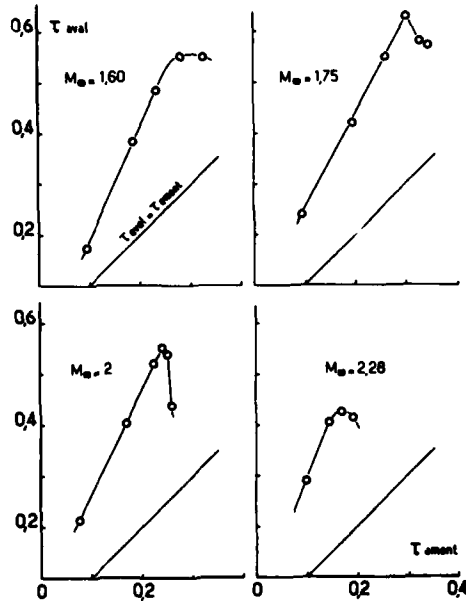 0,6
τ aval
M∞ = 1,60
0,4
τ aval = τ amont
0,2
M∞ = 1,75
0,6
M∞ = 2
0,4
0,2
M∞ = 2,28
τ amont
0
0,2
0
0,2
0,4